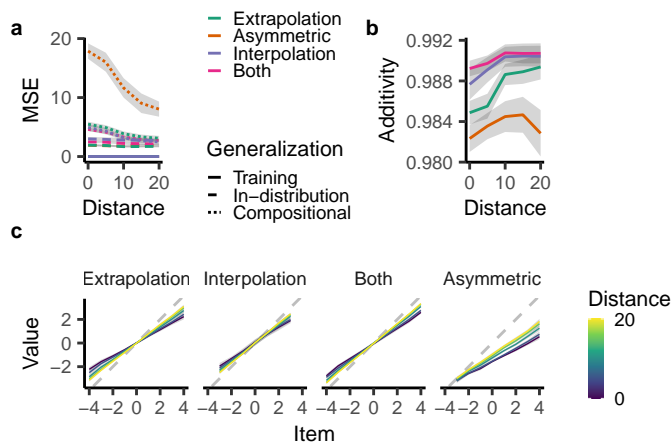 a
20
10
0
MSE
0 10 20
Distance
Extrapolation
Asymmetric
Interpolation
Both
Generalization
Training
In−distribution
Compositional
b
0.992
0.988
0.984
0.980
Additivity
0 10 20
Distance
c
Extrapolation Interpolation Both Asymmetric
2
0
−2
Value
−4 −2 0 2 4 −4 −2 0 2 4 −4 −2 0 2 4 −4 −2 0 2 4
Item
Distance
20
0